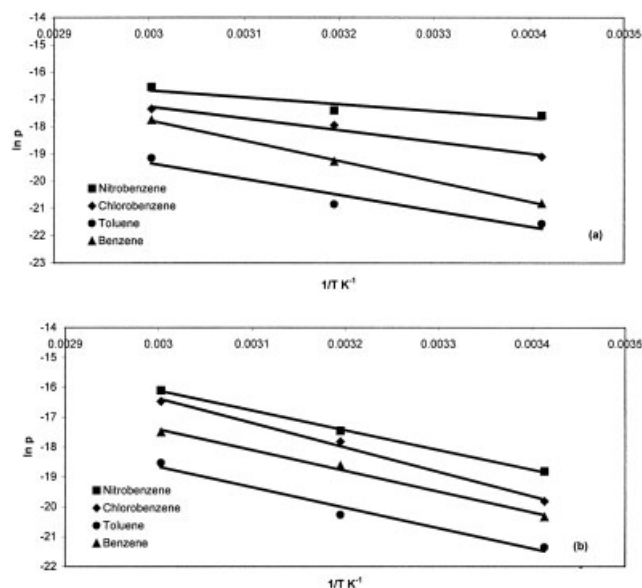 -14
0.0029 0.003 0.0031 0.0032 0.0033 0.0034 0.0035
-15
-16
-17
-18
-19
-20
-21
-22
-23
ln p
Nitrobenzene
Chlorobenzene
Toluene
Benzene
(a)
1/T K-1
-14
0.0029 0.003 0.0031 0.0032 0.0033 0.0034 0.0035
-15
-16
-17
-18
-19
-20
-21
-22
ln p
Nitrobenzene
Chlorobenzene
Toluene
Benzene
(b)
1/T K-1